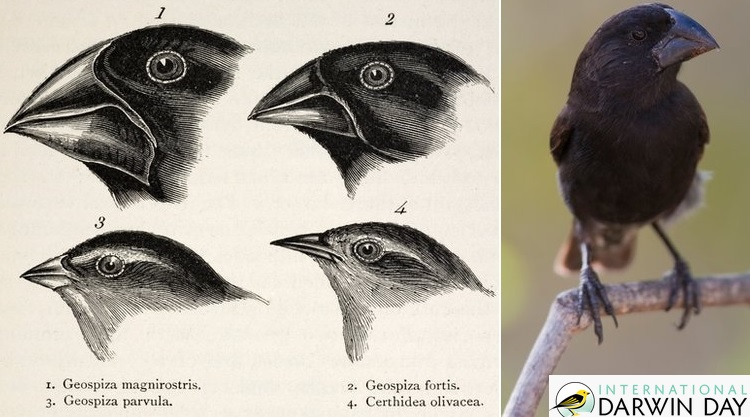 1
2
3
4
1. Geospiza magnirostris. 2. Geospiza fortis.
3. Geospiza parvula. 4. Certhidea olivacea.
INTERNATIONAL
DARWIN DAY